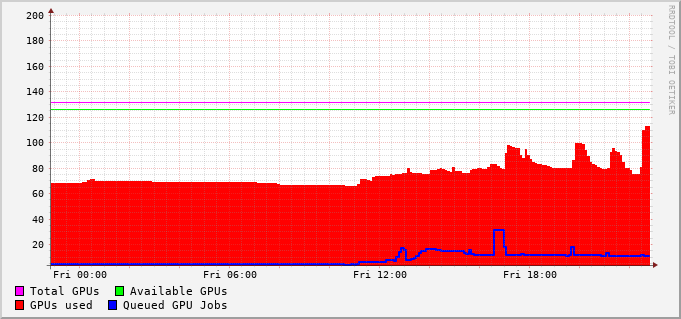 200
180
160
140
120
100
80
60
40
20
Fri 00:00 Fri 06:00 Fri 12:00 Fri 18:00
Total GPUs Available GPUs
GPUs used Queued GPU Jobs
RRDTOOL / TOBI OETIKER